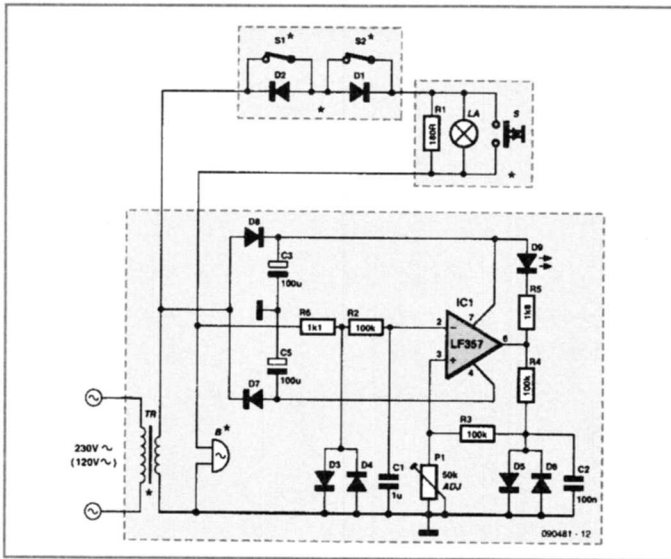 S1*
S2*
D2
D1
*
R1
180R
LA
S
*
D8
C3
100u
D9
R5
1k8
IC1
R6
1k1
R2
100k
2
7
LF357
6
3
4
C5
100u
R4
100k
D7
TR
B*
R3
100k
230V ~
(120V~)
*
D3
D4
C1
1u
P1
50k
ADJ
D5
D6
C2
100n
090481 - 12